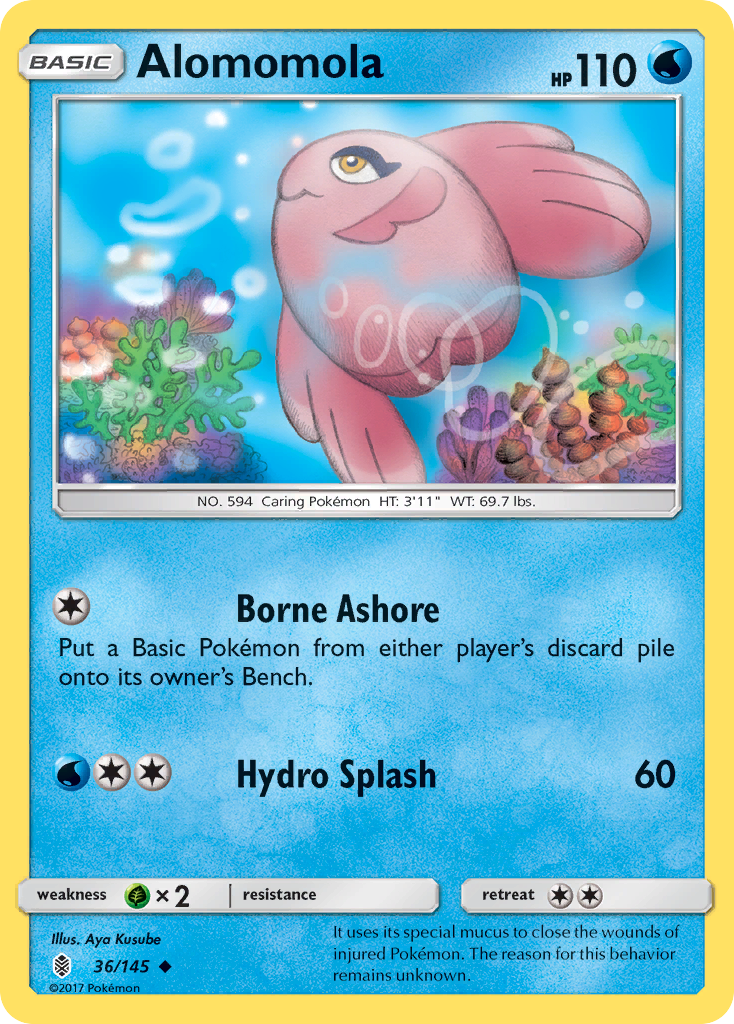 BASIC Alomomola HP 110
NO. 594 Caring Pokémon HT: 3'11" WT: 69.7 lbs.
Borne Ashore
Put a Basic Pokémon from either player's discard pile
onto its owner's Bench.
Hydro Splash 60
weakness ×2 resistance retreat
Illus. Aya Kusube
36/145
©2017 Pokémon
It uses its special mucus to close the wounds of
injured Pokémon. The reason for this behavior
remains unknown.